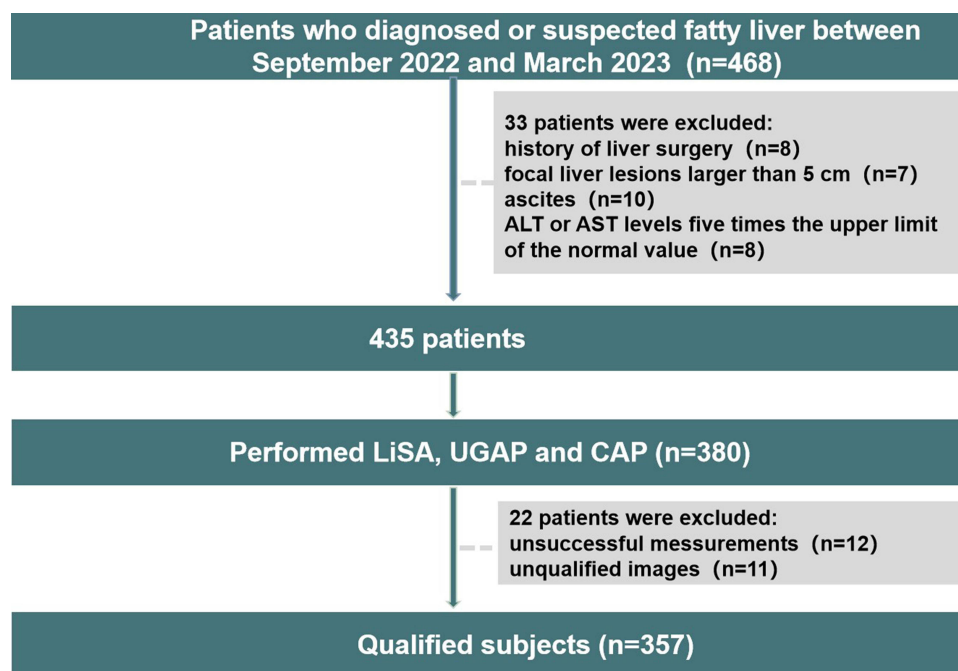 Patients who diagnosed or suspected fatty liver between
September 2022 and March 2023 (n=468)
33 patients were excluded:
history of liver surgery (n=8)
focal liver lesions larger than 5 cm (n=7)
ascites (n=10)
ALT or AST levels five times the upper limit
of the normal value (n=8)
435 patients
Performed LiSA, UGAP and CAP (n=380)
22 patients were excluded:
unsuccessful messurements (n=12)
unqualified images (n=11)
Qualified subjects (n=357)